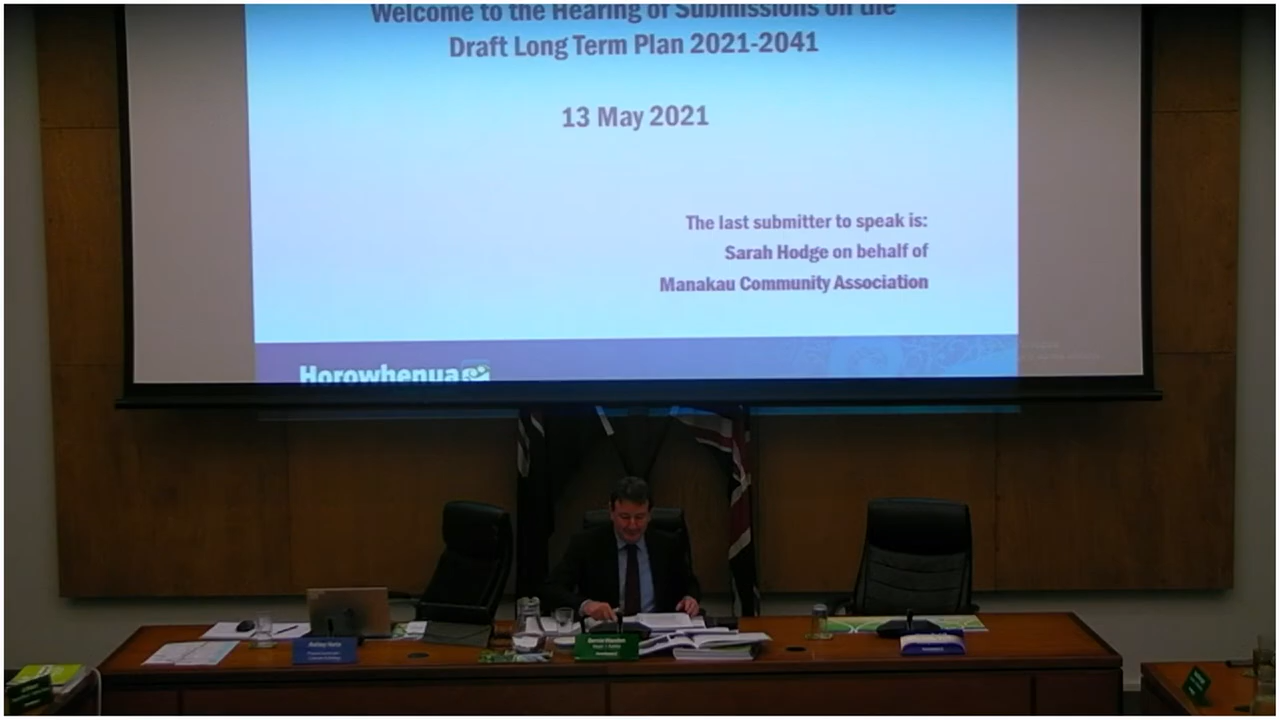 Welcome to the Hearing of Submissions on the
Draft Long Term Plan 2021-2041
13 May 2021
The last submitter to speak is:
Sarah Hodge on behalf of
Manakau Community Association
Horowhenua